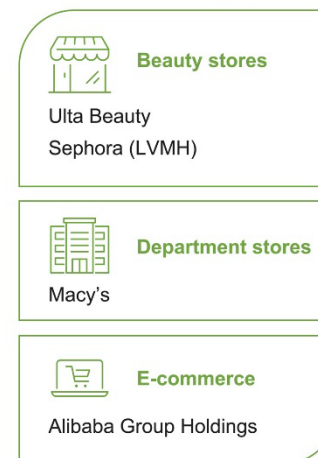 Beauty stores
Ulta Beauty
Sephora (LVMH)
Department stores
Macy’s
E-commerce
Alibaba Group Holdings